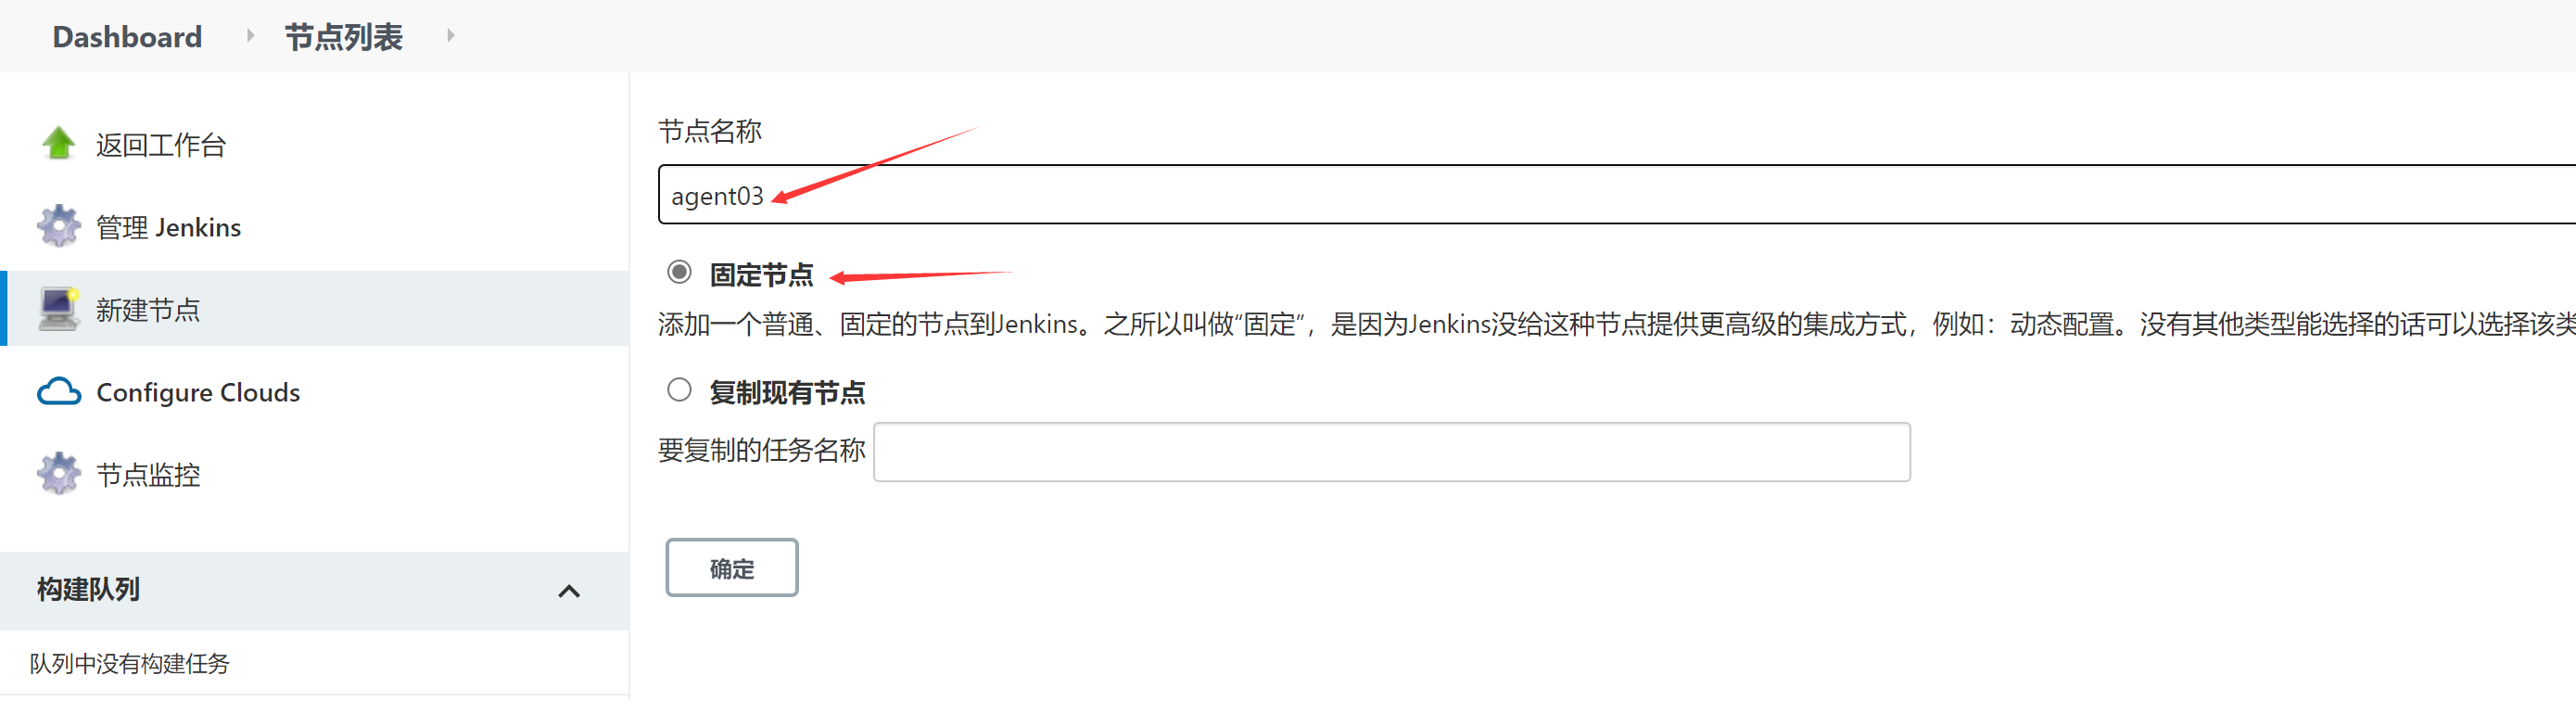 Dashboard 节点列表
返回工作台
管理 Jenkins
新建节点
Configure Clouds
节点监控
构建队列
队列中没有构建任务
节点名称
agent03
固定节点
添加一个普通、固定的节点到Jenkins。之所以叫做“固定”，是因为Jenkins没给这种节点提供更高级的集成方式，例如：动态配置。没有其他类型能选择的话可以选择该类
复制现有节点
要复制的任务名称
确定